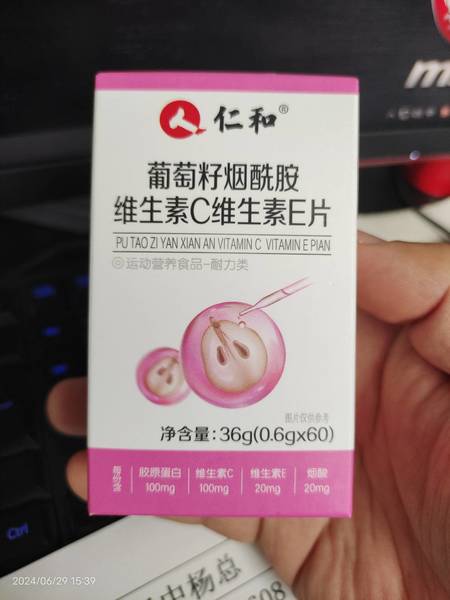 仁和®
葡萄籽烟酰胺
维生素C维生素E片
PU TAO ZI YAN XIAN AN VITAMIN C VITAMIN E PIAN
运动营养食品-耐力类
图片仅供参考
净含量：36g(0.6gx60)
每份含
胶原蛋白 维生素C 维生素E 烟酸
100mg 100mg 20mg 20mg
Ctrl
2024/06/29 15:39
中杨总
608